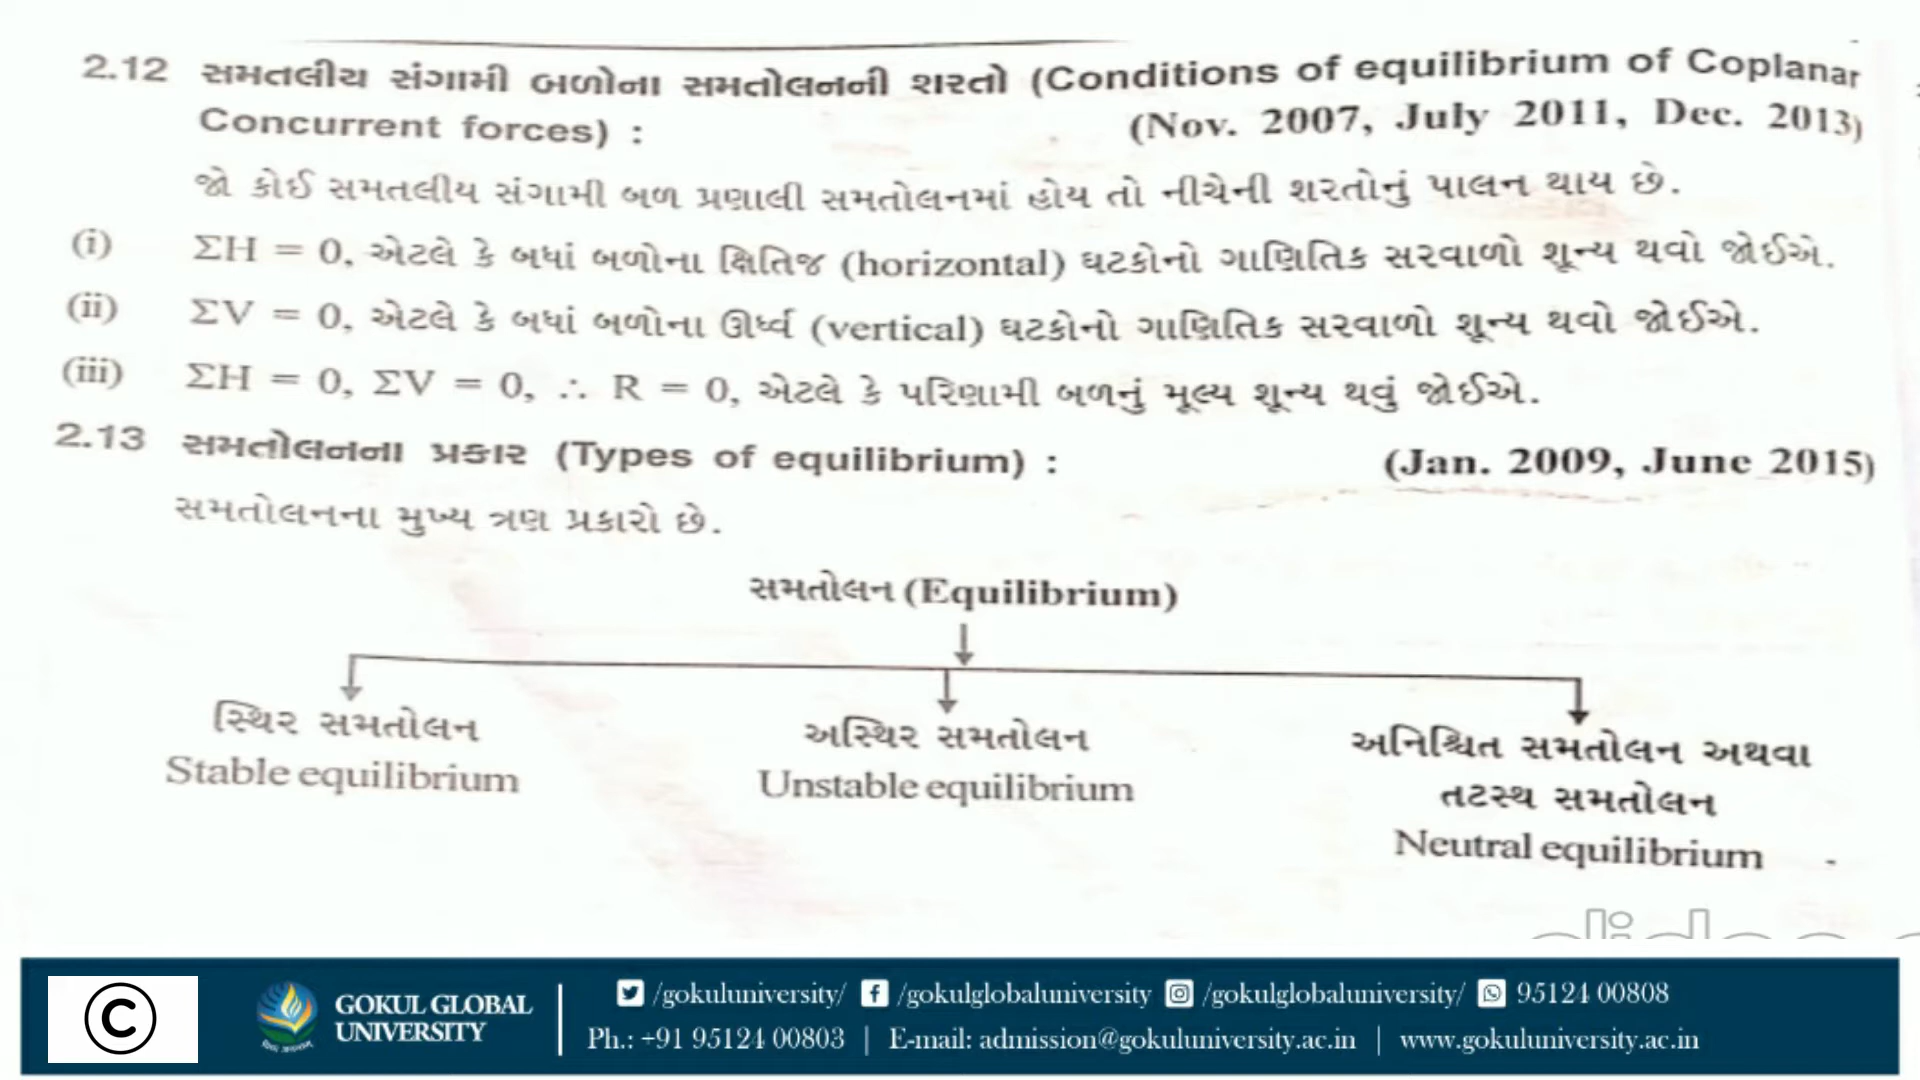 2.12 સમતલીય સંગામી બળોના સમતોલનની શરતો (Conditions of equilibrium of Coplanar
Concurrent forces) : (Nov. 2007, July 2011, Dec. 2013)
જો કોઈ સમતલીય સંગામી બળ પ્રણાલી સમતોલનમાં હોય તો નીચેની શરતોનું પાલન થાય છે.
(i) ΣH = 0, એટલે કે બધાં બળોના ક્ષિતિજ (horizontal) ઘટકોનો ગાણિતિક સરવાળો શૂન્ય થવો જોઈએ.
(ii) ΣV = 0, એટલે કે બધાં બળોના ઊર્ધ્વ (vertical) ઘટકોનો ગાણિતિક સરવાળો શૂન્ય થવો જોઈએ.
(iii) ΣH = 0, ΣV = 0, ∴ R = 0, એટલે કે પરિણામી બળનું મૂલ્ય શૂન્ય થવું જોઈએ.
2.13 સમતોલનના પ્રકાર (Types of equilibrium) : (Jan. 2009, June 2015)
સમતોલનના મુખ્ય ત્રણ પ્રકારો છે.
સમતોલન (Equilibrium)
સ્થિર સમતોલન
Stable equilibrium
અસ્થિર સમતોલન
Unstable equilibrium
અનિશ્ચિત સમતોલન અથવા
તટસ્થ સમતોલન
Neutral equilibrium
©
GOKUL GLOBAL
UNIVERSITY
/gokuluniversity/ /gokulglobaluniversity /gokulglobaluniversity/ 95124 00808
Ph.: +91 95124 00803 | E-mail: admission@gokuluniversity.ac.in | www.gokuluniversity.ac.in